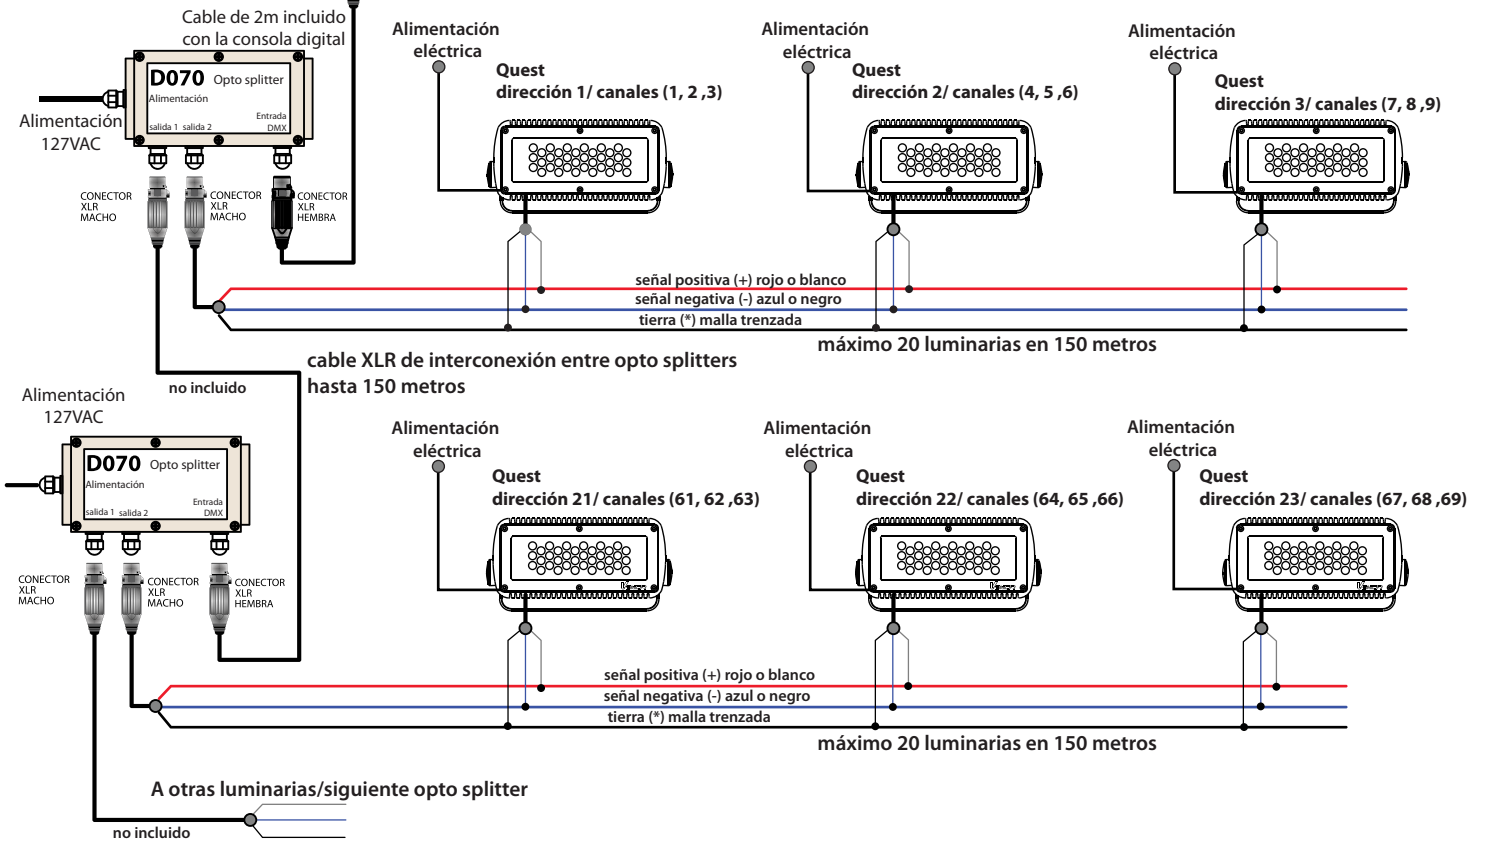 Cable de 2m incluido
con la consola digital
D070 Opto splitter
Alimentación
Entrada
salida 1 salida 2 DMX
Alimentación
127VAC
CONECTOR
XLR
MACHO
CONECTOR
XLR
MACHO
CONECTOR
XLR
HEMBRA
Alimentación
eléctrica
Quest
dirección 1/ canales (1, 2 ,3)
Alimentación
eléctrica
Quest
dirección 2/ canales (4, 5 ,6)
Alimentación
eléctrica
Quest
dirección 3/ canales (7, 8 ,9)
señal positiva (+) rojo o blanco
señal negativa (-) azul o negro
tierra (*) malla trenzada
máximo 20 luminarias en 150 metros
cable XLR de interconexión entre opto splitters
hasta 150 metros
no incluido
Alimentación
127VAC
D070 Opto splitter
Alimentación
Entrada
salida 1 salida 2 DMX
CONECTOR
XLR
MACHO
CONECTOR
XLR
MACHO
CONECTOR
XLR
HEMBRA
Alimentación
eléctrica
Quest
dirección 21/ canales (61, 62 ,63)
Alimentación
eléctrica
Quest
dirección 22/ canales (64, 65 ,66)
Alimentación
eléctrica
Quest
dirección 23/ canales (67, 68 ,69)
señal positiva (+) rojo o blanco
señal negativa (-) azul o negro
tierra (*) malla trenzada
máximo 20 luminarias en 150 metros
A otras luminarias/siguiente opto splitter
no incluido